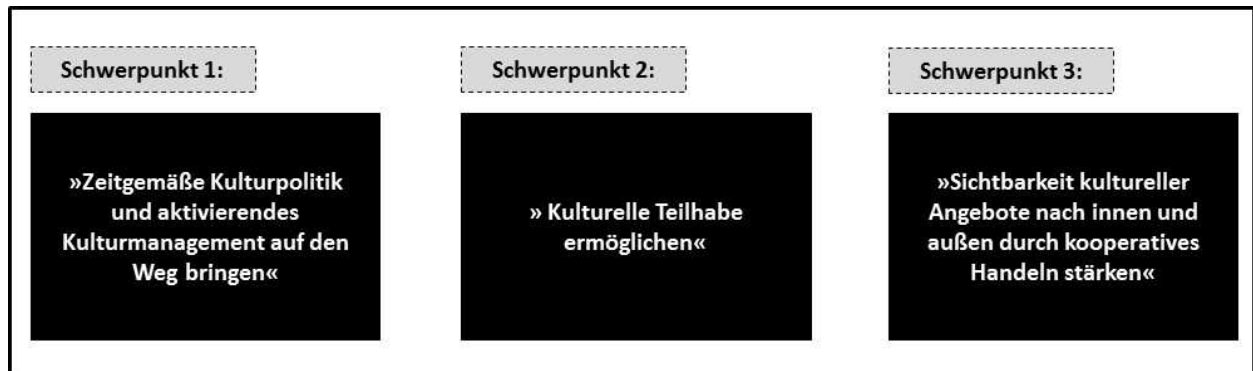 Schwerpunkt 1:
»Zeitgemäße Kulturpolitik
und aktivierendes
Kulturmanagement auf den
Weg bringen«
Schwerpunkt 2:
» Kulturelle Teilhabe
ermöglichen«
Schwerpunkt 3:
»Sichtbarkeit kultureller
Angebote nach innen und
außen durch kooperatives
Handeln stärken«